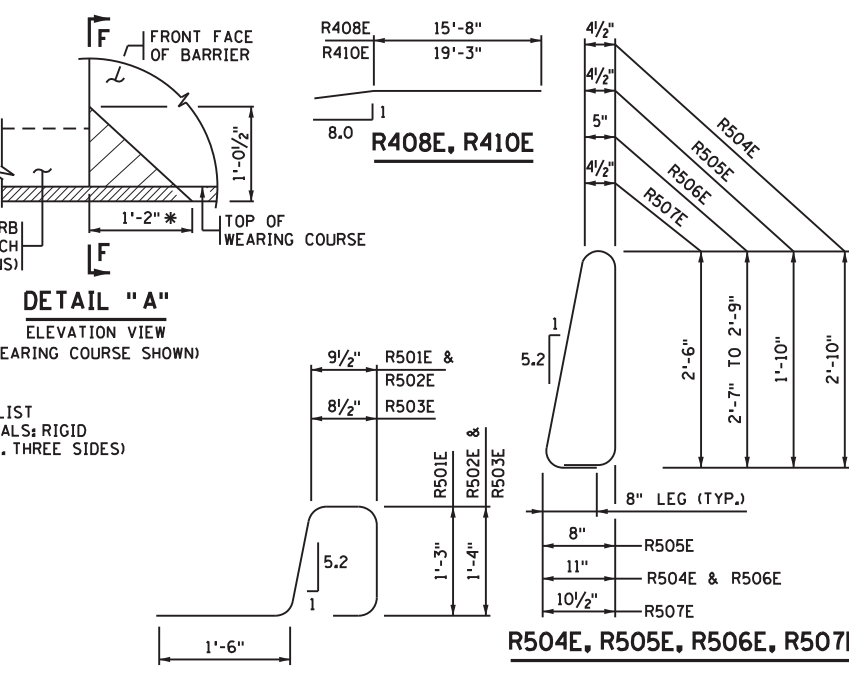 F
FRONT FACE
OF BARRIER
1'-0½"
1'-2"*
RB
CH
NS)
TOP OF
WEARING COURSE
F
DETAIL "A"
ELEVATION VIEW
EARING COURSE SHOWN)
LIST
ALS: RIGID
. THREE SIDES)
R408E
R410E
15'-8"
19'-3"
1
8.0
R408E, R410E
4½"
4½"
5"
4½"
R504E
R505E
R506E
R507E
1
5.2
2'-6"
2'-7" TO 2'-9"
1'-10"
2'-10"
8" LEG (TYP.)
8"
R505E
11"
R504E & R506E
10½"
R507E
R504E, R505E, R506E, R507E
9½"
R501E &
R502E
8½"
R503E
R501E
R502E &
R503E
5.2
1
1'-3"
1'-4"
1'-6"